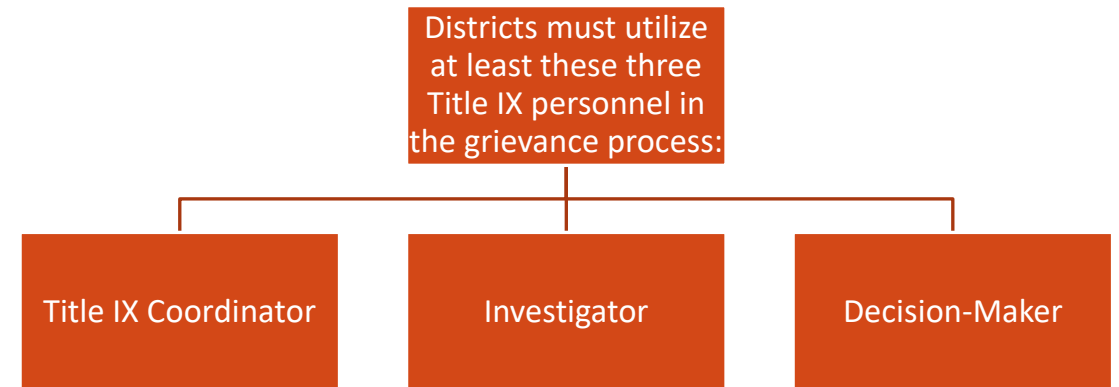 Districts must utilize
at least these three
Title IX personnel in
the grievance process:
Title IX Coordinator
Investigator
Decision-Maker